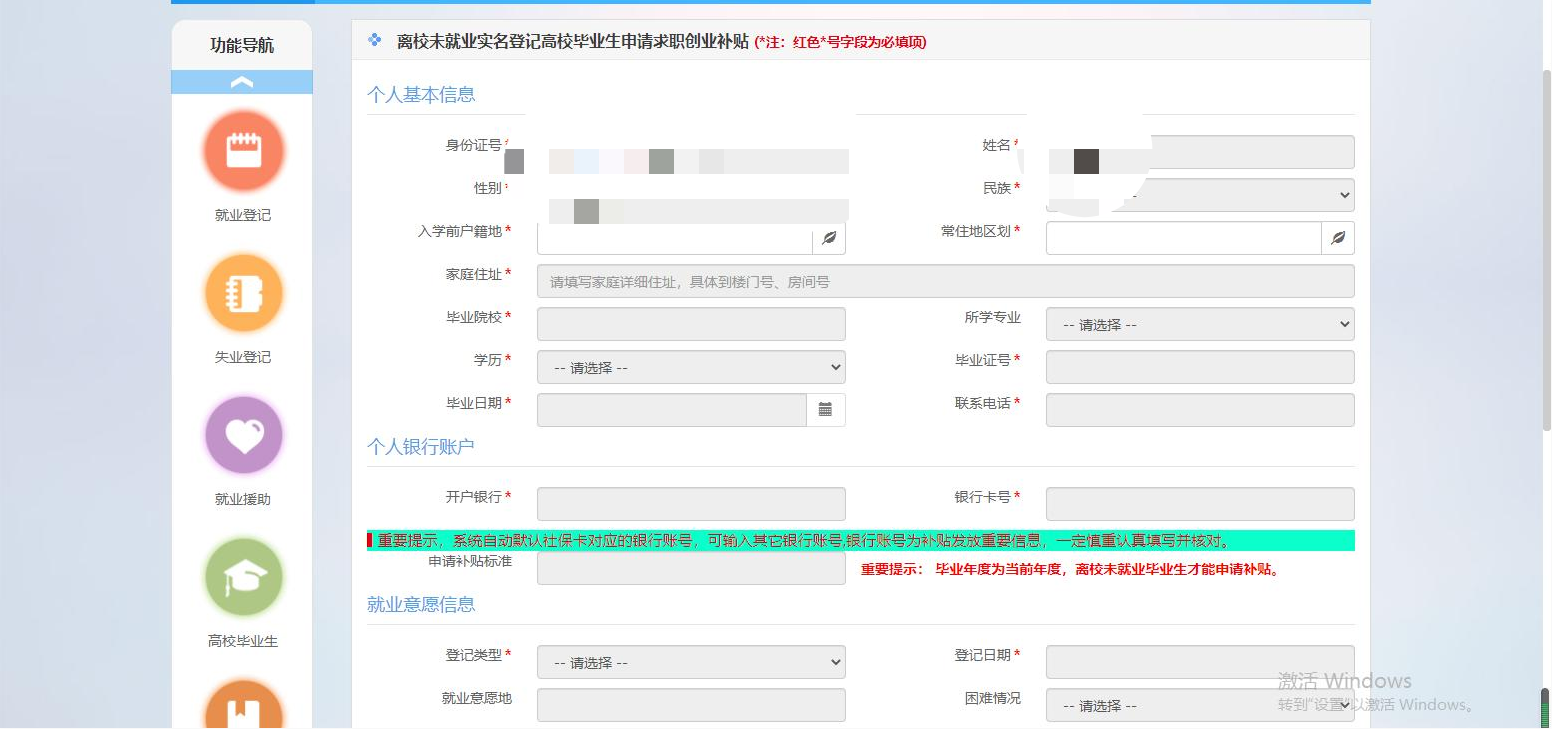 功能导航
就业登记
失业登记
就业援助
高校毕业生
离校未就业实名登记高校毕业生申请求职创业补贴 (*注：红色*号字段为必填项)
个人基本信息
身份证号* 姓名*
性别* 民族*
入学前户籍地* 常住地区划*
家庭住址* 请填写家庭详细住址，具体到楼门号、房间号
毕业院校* 所学专业 -- 请选择 --
学历* -- 请选择 -- 毕业证号*
毕业日期* 联系电话*
个人银行账户
开户银行* 银行卡号*
重要提示，系统自动默认社保卡对应的银行账号，可输入其它银行账号,银行账号为补贴发放重要信息，一定慎重认真填写并核对。
申请补贴标准 重要提示： 毕业年度为当前年度，离校未就业毕业生才能申请补贴。
就业意愿信息
登记类型* -- 请选择 -- 登记日期*
就业意愿地 困难情况 -- 请选择 --
激活 Windows
转到"设置"以激活 Windows。